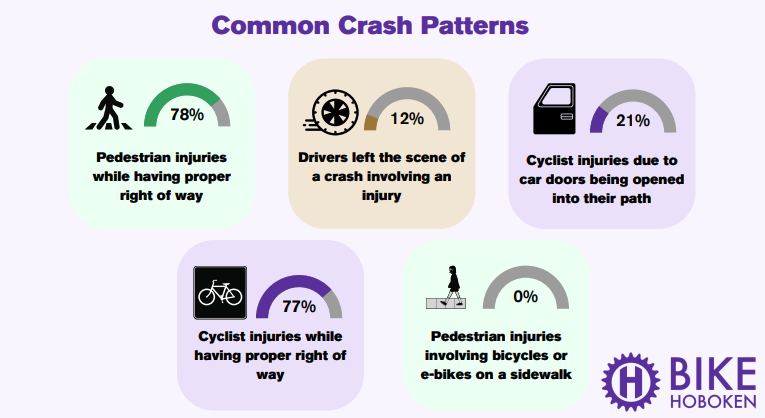 Common Crash Patterns
78%
Pedestrian injuries
while having proper
right of way
12%
Drivers left the scene of
a crash involving an
injury
21%
Cyclist injuries due to
car doors being opened
into their path
77%
Cyclist injuries while
having proper right of
way
0%
Pedestrian injuries
involving bicycles or
e-bikes on a sidewalk
H
BIKE
HOBOKEN